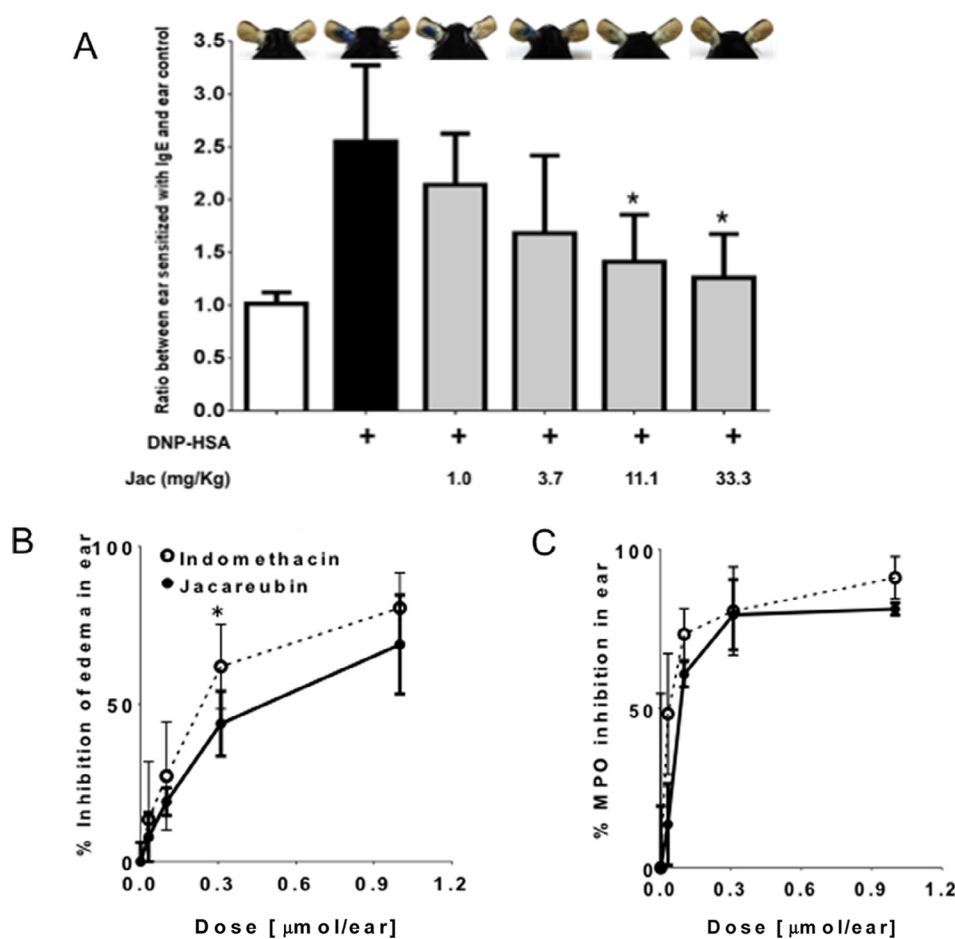 A
Ratio between ear sensitized with IgE and ear control
3.5
3.0
2.5
2.0
1.5
1.0
0.5
0.0
* *
DNP-HSA + + + + +
Jac (mg/Kg) 1.0 3.7 11.1 33.3
B
% Inhibition of edema in ear
100
50
0
Indomethacin
Jacareubin
*
0.0 0.3 0.6 0.9 1.2
Dose [ μmol/ear]
C
% MPO inhibition in ear
100
50
0
0.0 0.3 0.6 0.9 1.2
Dose [ μmol/ear]